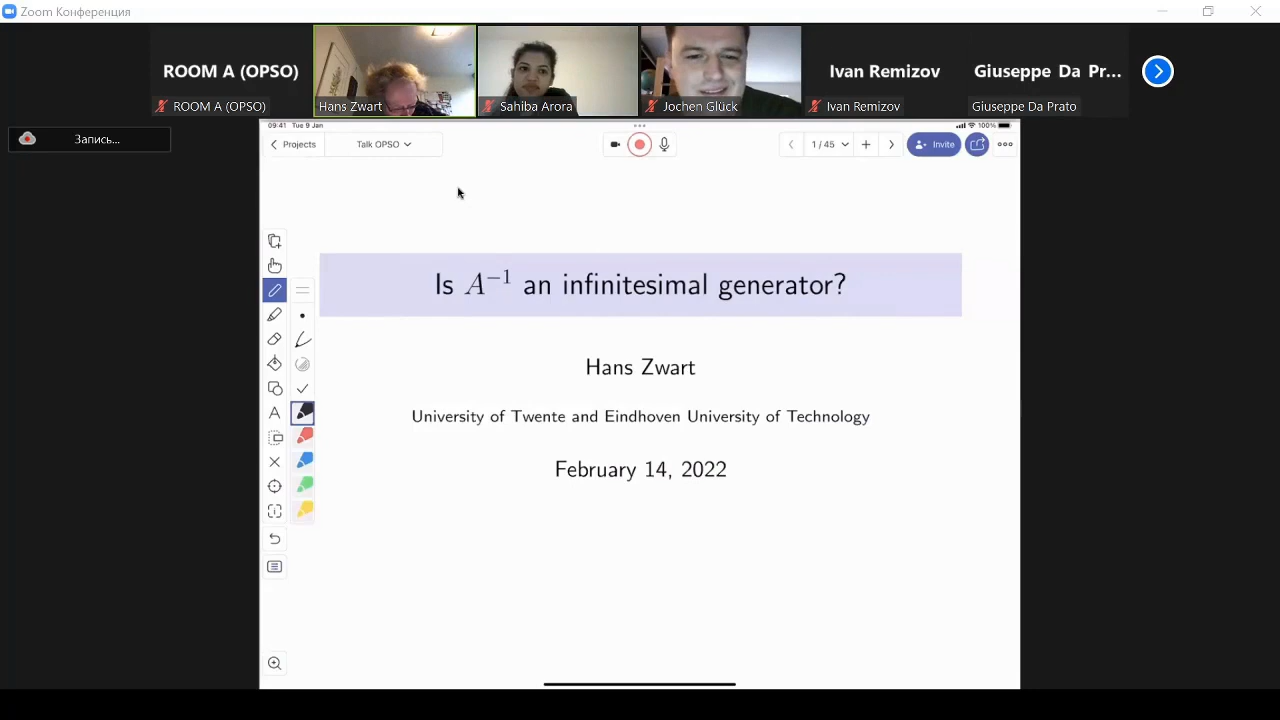 Zoom Конференция
ROOM A (OPSO)
Ivan Remizov
Giuseppe Da Pr...
ROOM A (OPSO)
Hans Zwart
Sahiba Arora
Jochen Glück
Ivan Remizov
Giuseppe Da Prato
Запись...
09:41 Tue 9 Jan
100%
Projects
Talk OPSO
1 / 45
Invite
Is A⁻¹ an infinitesimal generator?
Hans Zwart
University of Twente and Eindhoven University of Technology
February 14, 2022